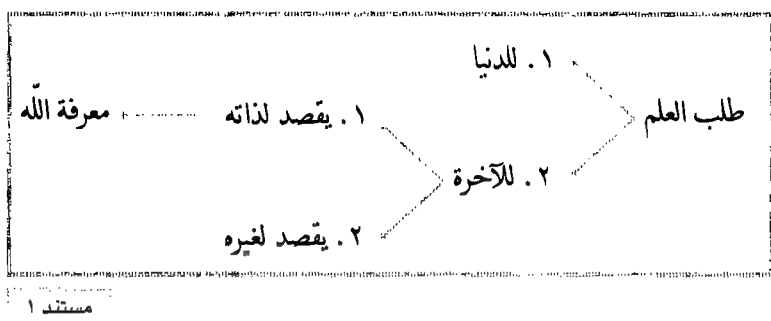 ١. للدنيا
طلب العلم
١. يقصد لذاته
معرفة الله
٢. للآخرة
٢. يقصد لغيره
مستند ١